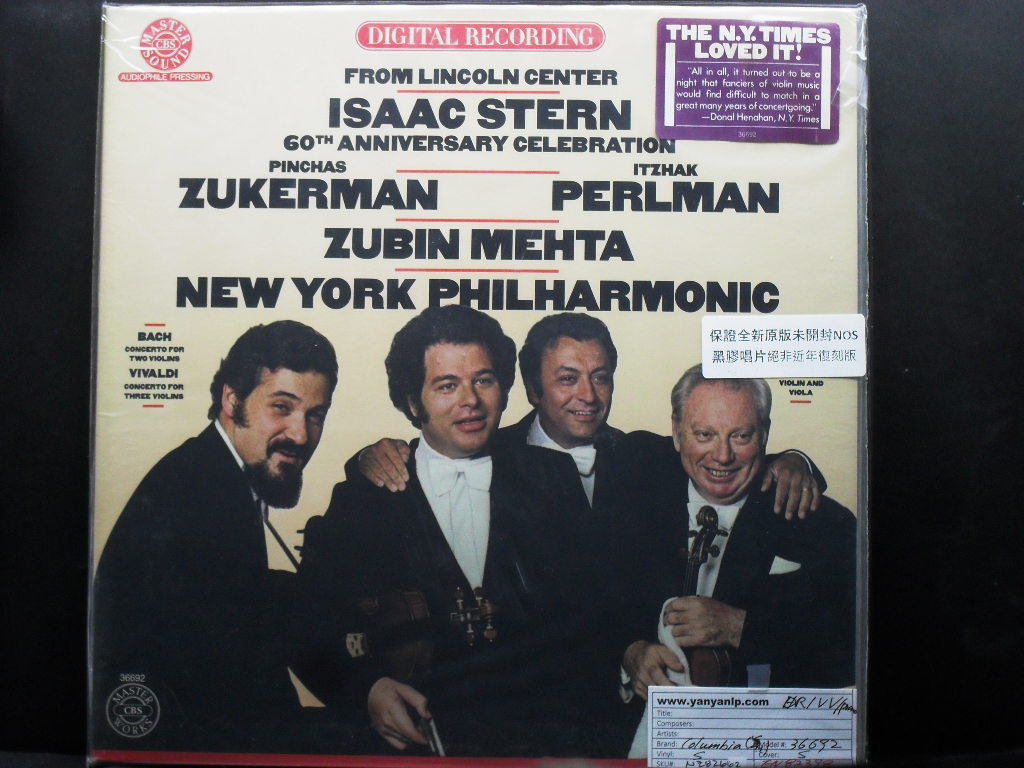 MASTER
CBS
SOUND
AUDIOPHILE PRESSING
DIGITAL RECORDING
THE N.Y. TIMES
LOVED IT!
"All in all, it turned out to be a
night that fanciers of violin music
would find difficult to match in a
great many years of concertgoing."
—Donal Henahan, N.Y. Times
36692
FROM LINCOLN CENTER
ISAAC STERN
60TH ANNIVERSARY CELEBRATION
PINCHAS
ZUKERMAN
ITZHAK
PERLMAN
ZUBIN MEHTA
NEW YORK PHILHARMONIC
BACH
CONCERTO FOR
TWO VIOLINS
VIVALDI
CONCERTO FOR
THREE VIOLINS
保證全新原版未開封NOS
黑膠唱片絕非近年復刻版
VIOLIN AND
VIOLA
36692
MASTER
CBS
WORKS
www.yanyanlp.com
Title:
Composers:
Artists:
Brand: Columbia Model #: 36692
Vinyl: S Cover: S
SKU#: